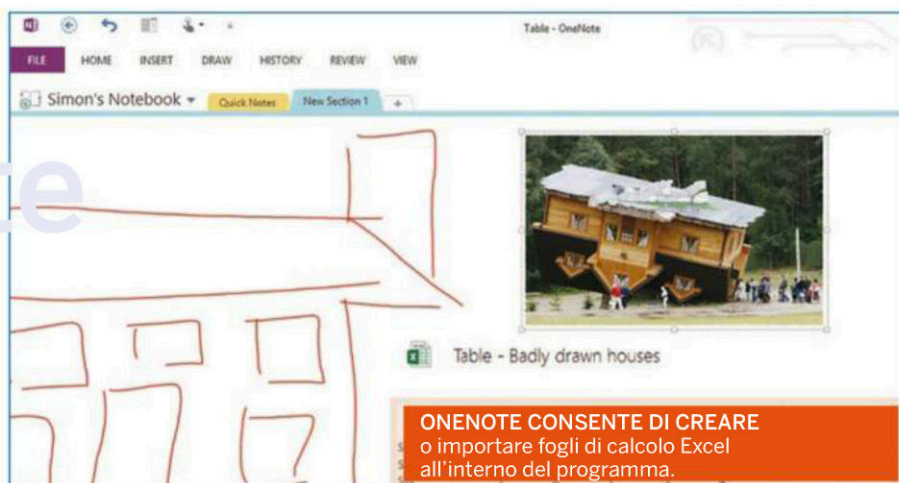 Table - OneNote
FILE HOME INSERT DRAW HISTORY REVIEW VIEW
Simon's Notebook Quick Notes New Section 1 +
Table - Badly drawn houses
ONENOTE CONSENTE DI CREARE
o importare fogli di calcolo Excel
all'interno del programma.